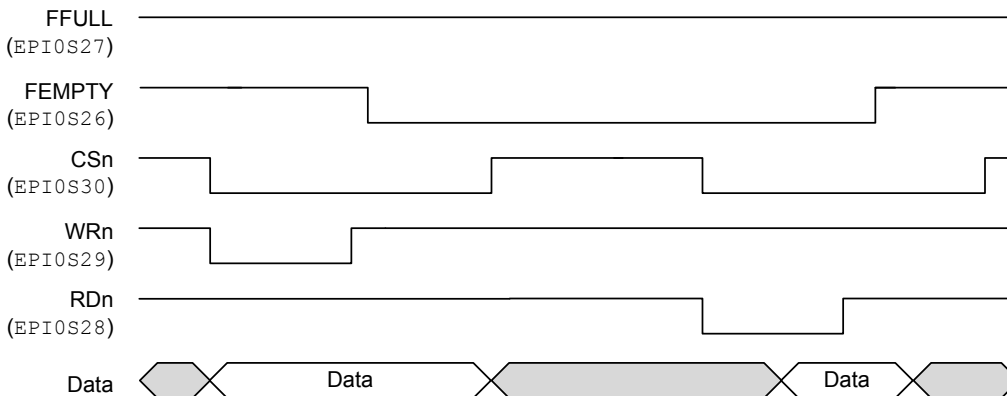 FFULL
(EPI0S27)
FEMPTY
(EPI0S26)
CSn
(EPI0S30)
WRn
(EPI0S29)
RDn
(EPI0S28)
Data Data Data